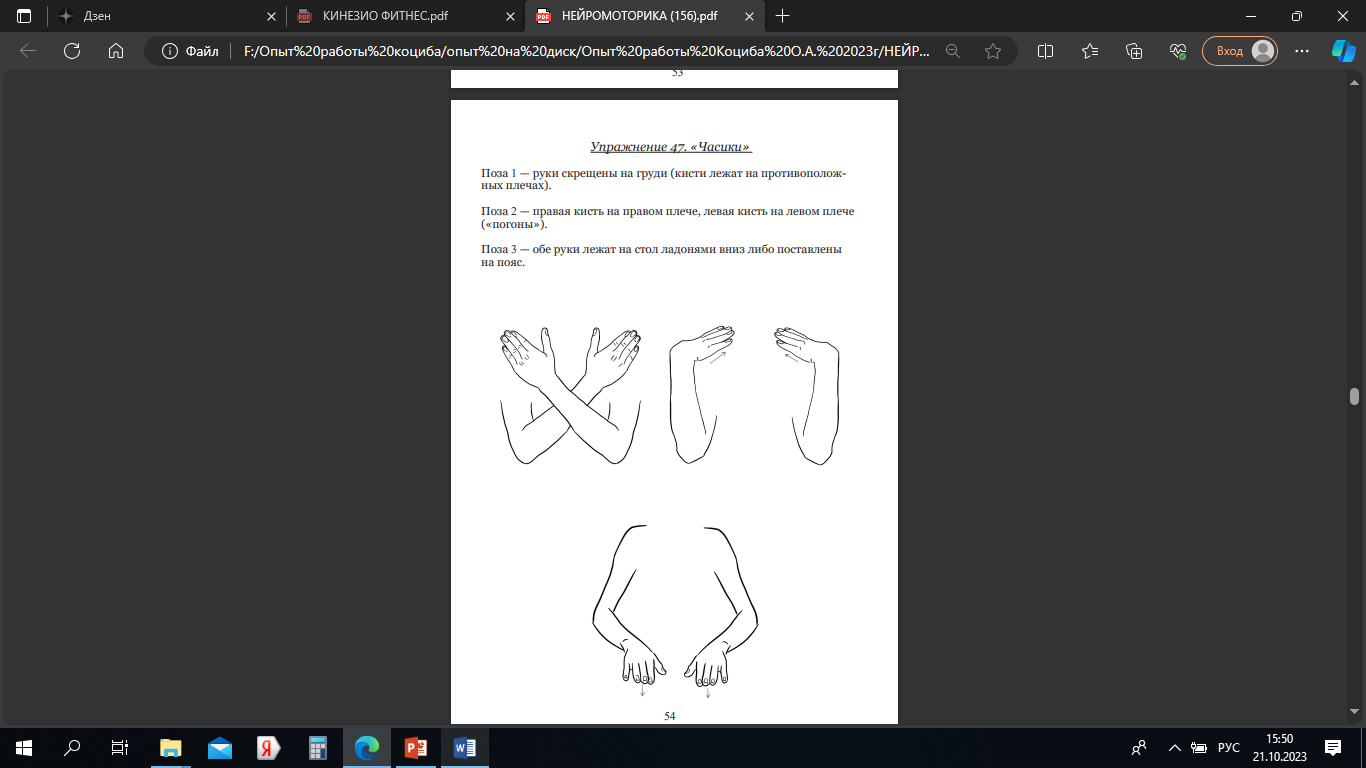 Дзен
КИНЕЗИО ФИТНЕС.pdf
НЕЙРОМОТОРИКА (156).pdf
Файл
F:/Опыт%20работы%20коциба/опыт%20на%20диск/Опыт%20работы%20Коциба%20О.А.%202023г/НЕЙР...
Вход
53
Упражнение 47. «Часики»
Поза 1 — руки скрещены на груди (кисти лежат на противополож-
ных плечах).
Поза 2 — правая кисть на правом плече, левая кисть на левом плече
(«погоны»).
Поза 3 — обе руки лежат на стол ладонями вниз либо поставлены
на пояс.
54
РУС
15:50
21.10.2023